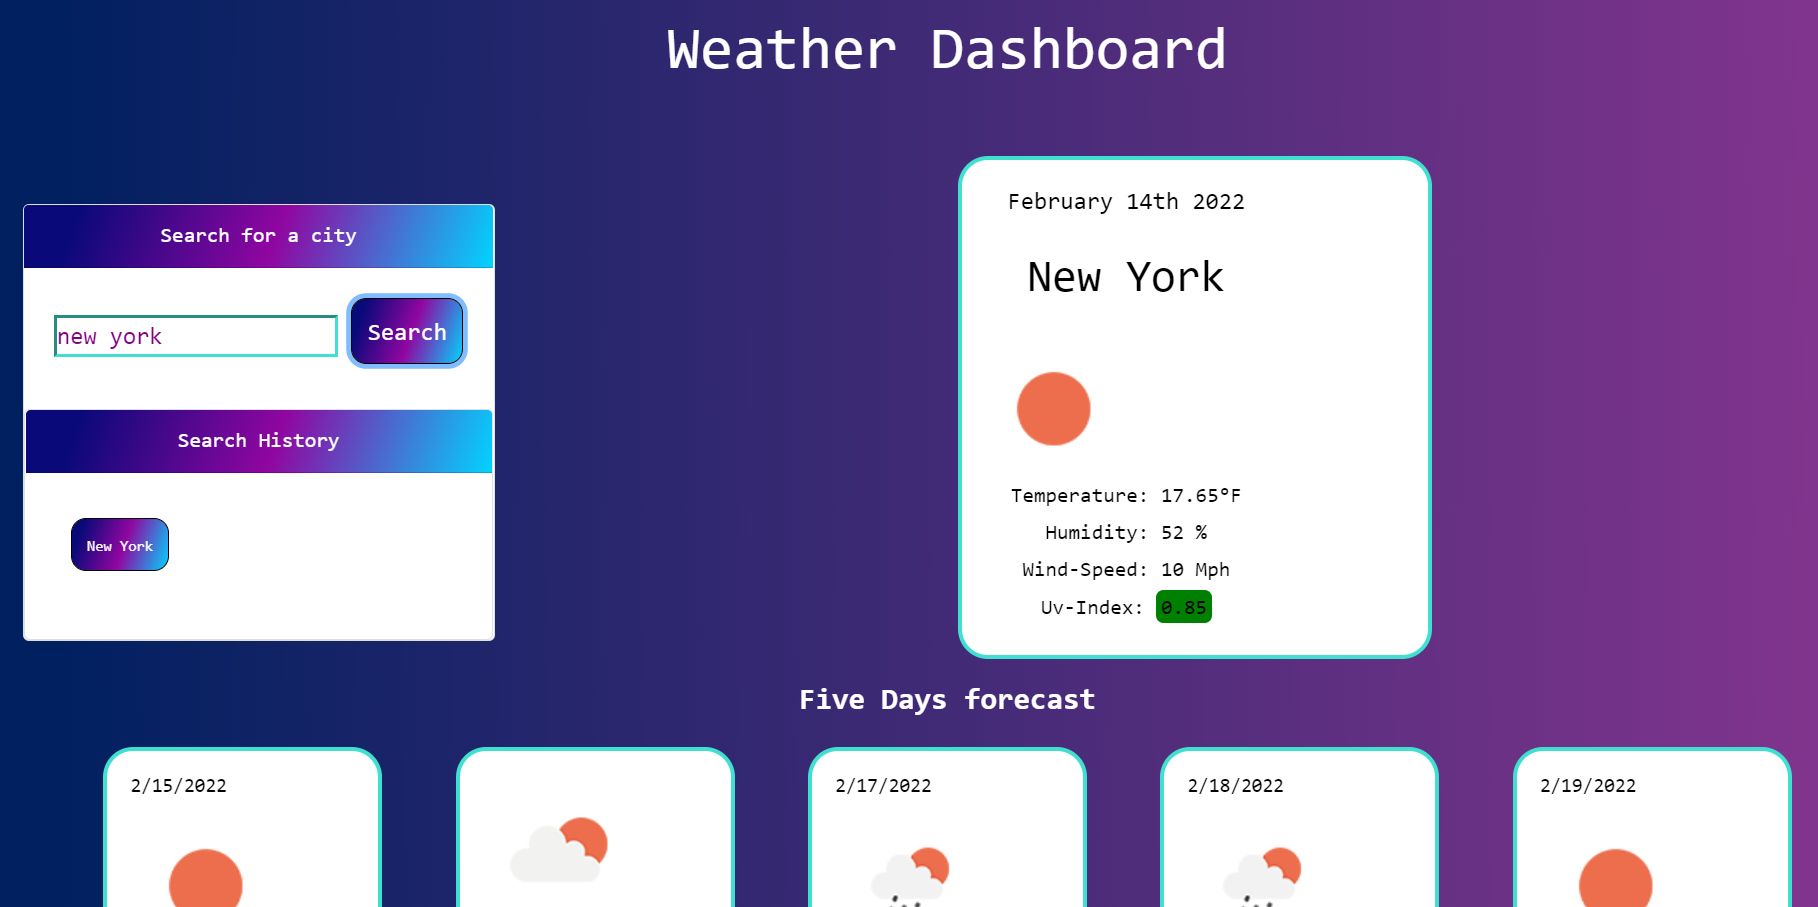 Weather Dashboard
Search for a city
new york
Search
Search History
New York
February 14th 2022
New York
Temperature: 17.65°F
Humidity: 52 %
Wind-Speed: 10 Mph
Uv-Index: 0.85
Five Days forecast
2/15/2022
2/17/2022
2/18/2022
2/19/2022